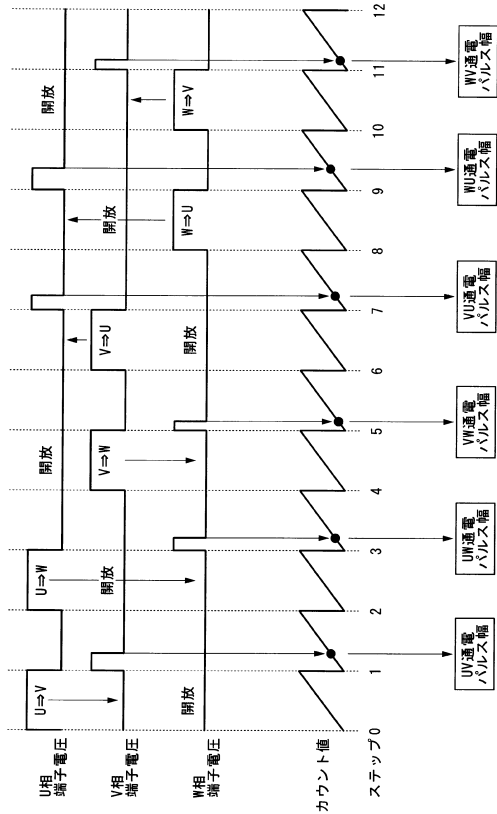 U相
端子電圧
U⇒V
U⇒W
開放
V⇒U
開放
V相
端子電圧
開放
V⇒W
開放
W⇒V
W相
端子電圧
開放
開放
W⇒U
カウント値
ステップ0
1
2
3
4
5
6
7
8
9
10
11
12
UV通電
パルス幅
UW通電
パルス幅
VW通電
パルス幅
VU通電
パルス幅
WU通電
パルス幅
WV通電
パルス幅